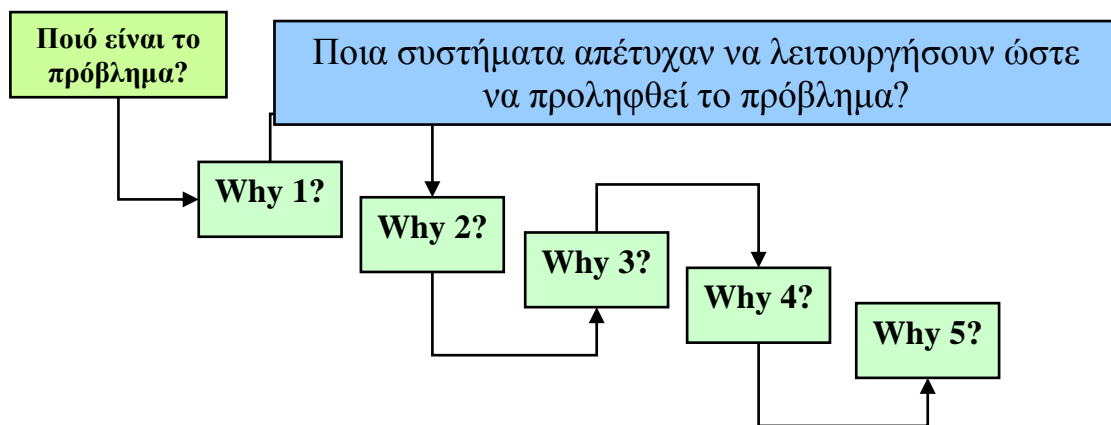 Ποιό είναι το
πρόβλημα?
Ποια συστήματα απέτυχαν να λειτουργήσουν ώστε
να προληφθεί το πρόβλημα?
Why 1?
Why 2?
Why 3?
Why 4?
Why 5?